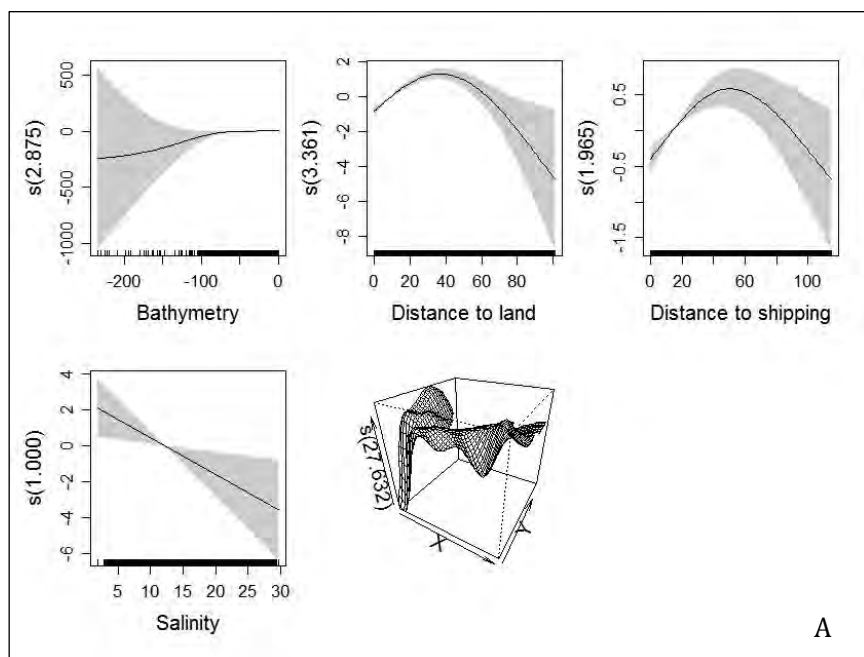 s(2.875)
500
0
-500
-1000
-200
-100
0
Bathymetry
s(3.361)
2
0
-2
-4
-6
-8
0 20 40 60 80
Distance to land
s(1.965)
0.5
-0.5
-1.5
0 20 60 100
Distance to shipping
s(1.000)
4
2
0
-2
-4
-6
5 10 15 20 25 30
Salinity
s(27.632)
X
Y
A